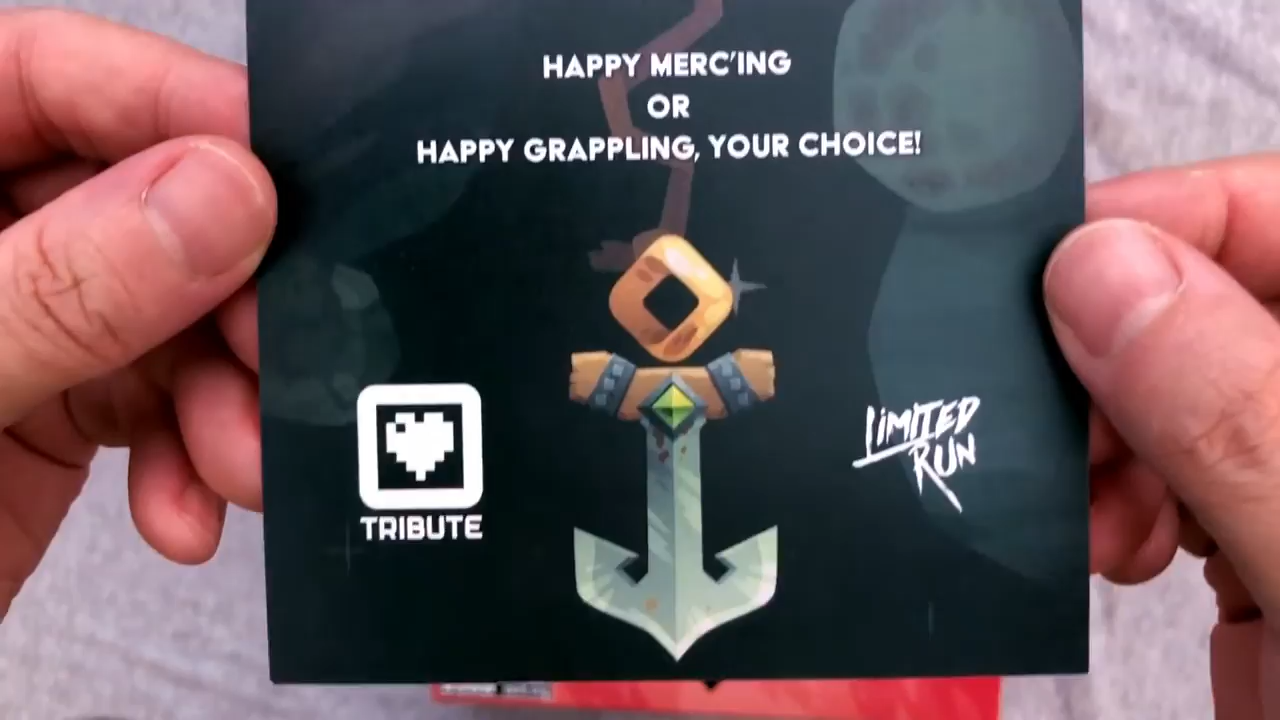 HAPPY MERC'ING
OR
HAPPY GRAPPLING, YOUR CHOICE!
TRIBUTE
LIMITED
RUN